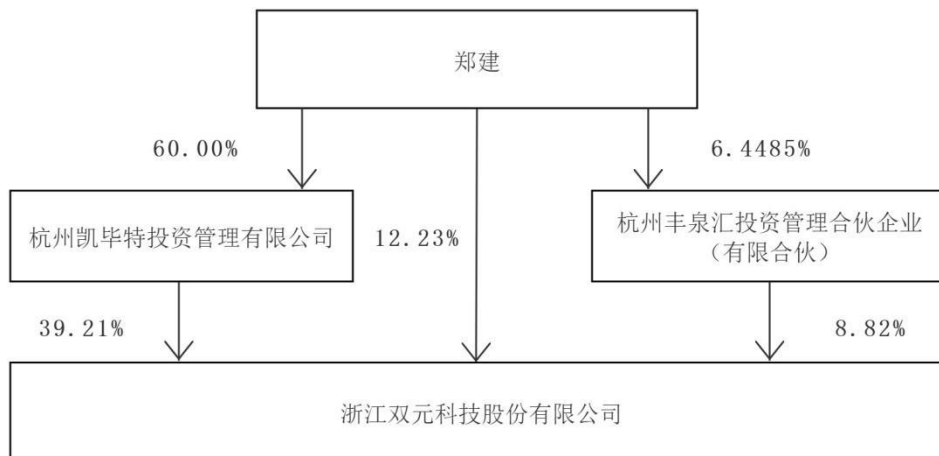 郑建
60.00%
6.4485%
杭州凯毕特投资管理有限公司
12.23%
杭州丰泉汇投资管理合伙企业
（有限合伙）
39.21%
8.82%
浙江双元科技股份有限公司